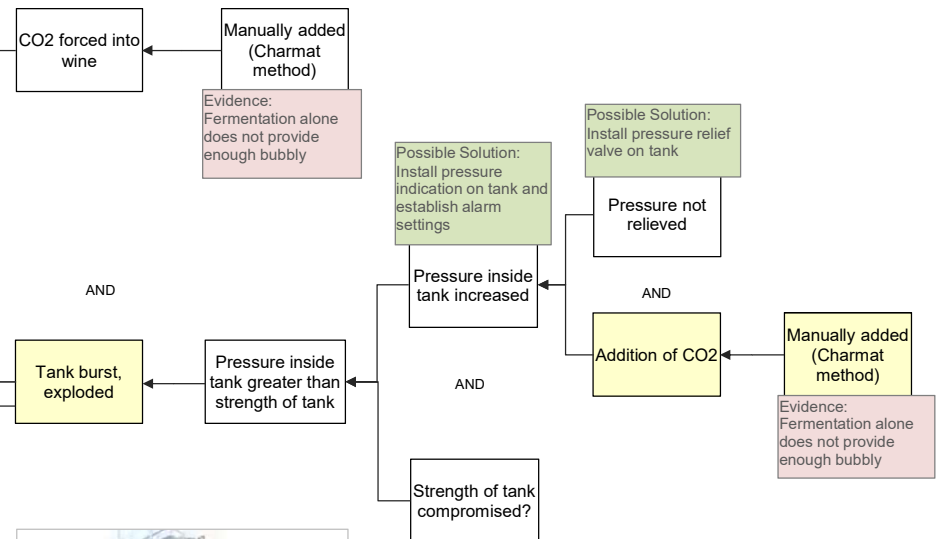 CO2 forced into
wine
Manually added
(Charmat
method)
Evidence:
Fermentation alone
does not provide
enough bubbly
Possible Solution:
Install pressure relief
valve on tank
Possible Solution:
Install pressure
indication on tank and
establish alarm
settings
Pressure not
relieved
Pressure inside
tank increased
AND
AND
Addition of CO2
Manually added
(Charmat
method)
Evidence:
Fermentation alone
does not provide
enough bubbly
Tank burst,
exploded
Pressure inside
tank greater than
strength of tank
AND
Strength of tank
compromised?